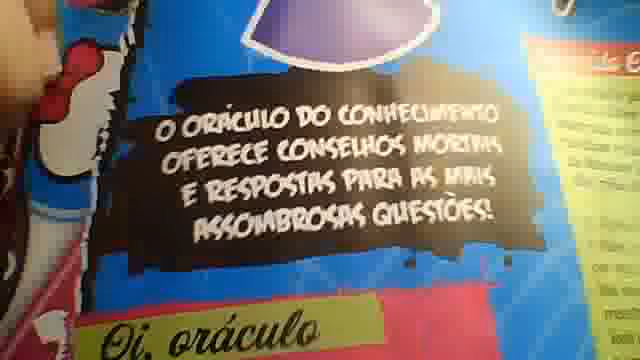 O ORÁCULO DO CONHECIMENTO
OFERECE CONSELHOS MORTAIS
E RESPOSTAS PARA AS MAIS
ASSOMBROSAS QUESTÕES!
Oi, oráculo